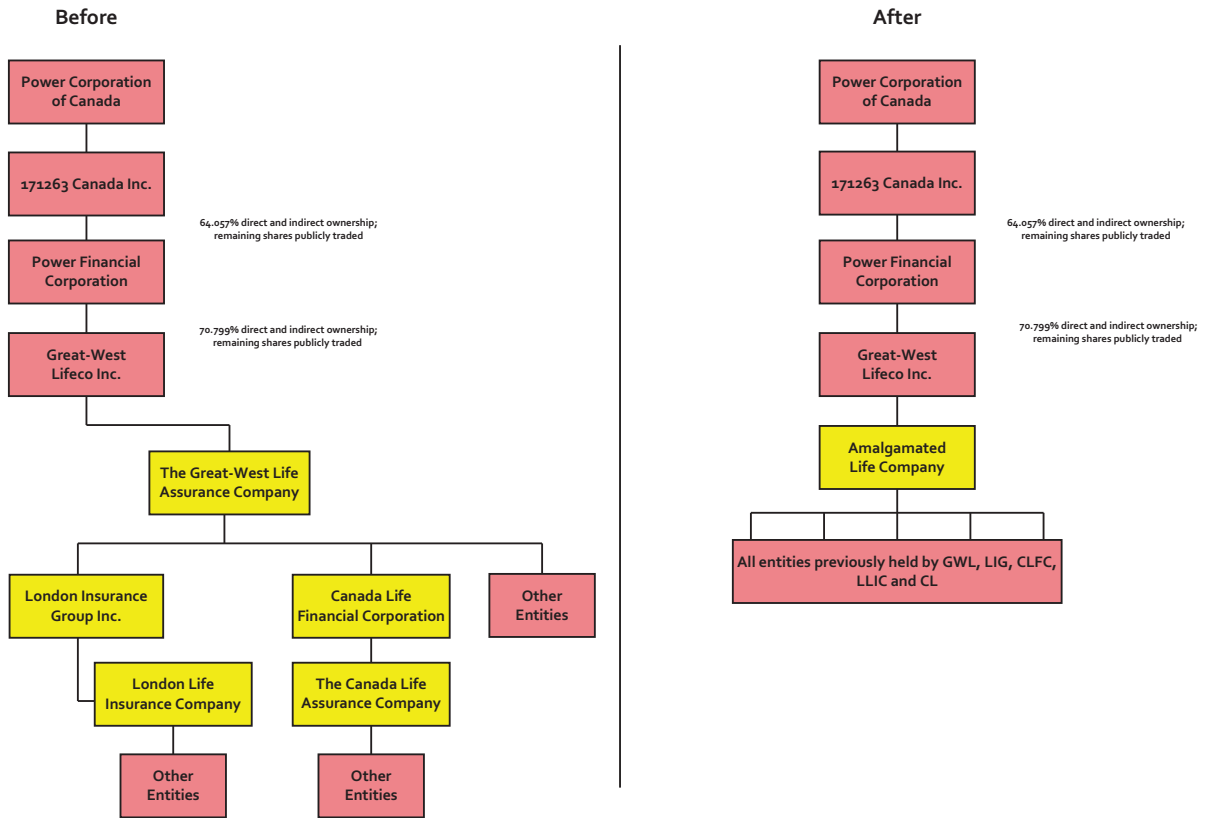 Before
Power Corporation
of Canada
171263 Canada Inc.
64.057% direct and indirect ownership;
remaining shares publicly traded
Power Financial
Corporation
70.799% direct and indirect ownership;
remaining shares publicly traded
Great-West
Lifeco Inc.
The Great-West Life
Assurance Company
London Insurance
Group Inc.
Canada Life
Financial Corporation
Other
Entities
London Life
Insurance Company
The Canada Life
Assurance Company
Other
Entities
Other
Entities
After
Power Corporation
of Canada
171263 Canada Inc.
64.057% direct and indirect ownership;
remaining shares publicly traded
Power Financial
Corporation
70.799% direct and indirect ownership;
remaining shares publicly traded
Great-West
Lifeco Inc.
Amalgamated
Life Company
All entities previously held by GWL, LIG, CLFC,
LLIC and CL